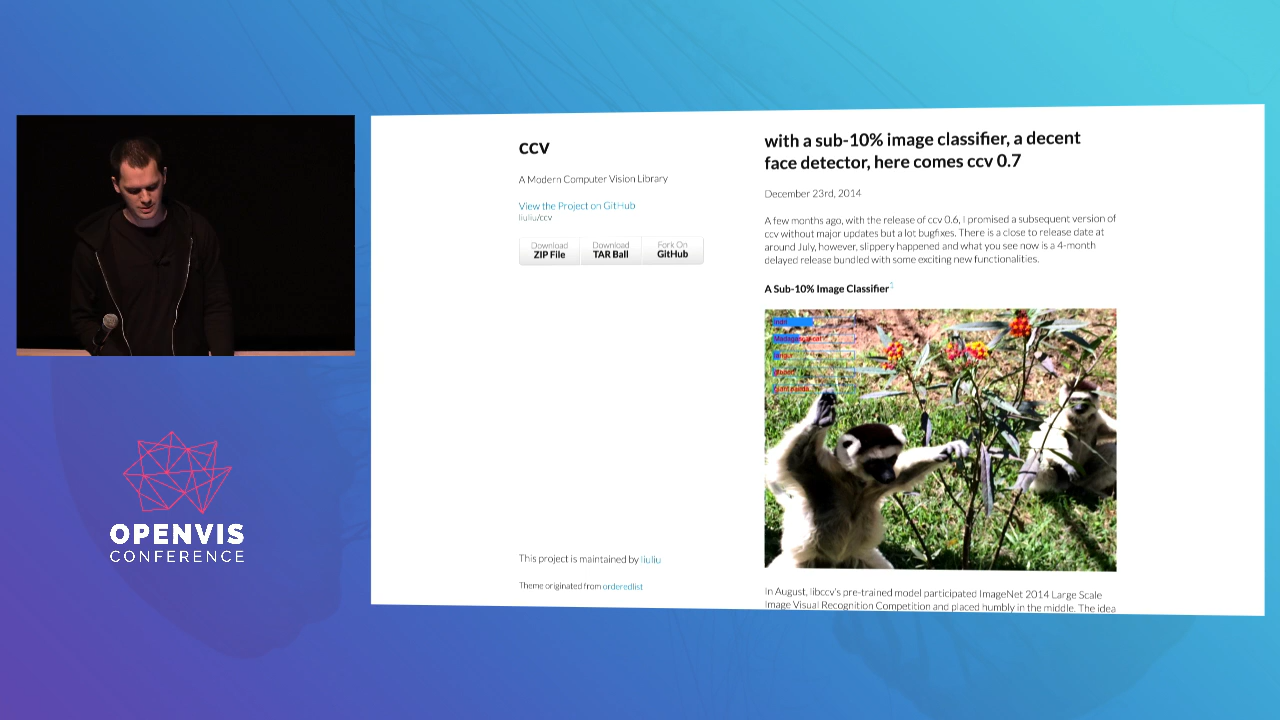 ccv
A Modern Computer Vision Library
View the Project on GitHub
liuliu/ccv
Download
ZIP File
Download
TAR Ball
Fork On
GitHub
This project is maintained by liuliu
Theme originated from orderedlist
with a sub-10% image classifier, a decent
face detector, here comes ccv 0.7
December 23rd, 2014
A few months ago, with the release of ccv 0.6, I promised a subsequent version of
ccv without major updates but a lot bugfixes. There is a close to release date at
around July, however, slippery happened and what you see now is a 4-month
delayed release bundled with some exciting new functionalities.
A Sub-10% Image Classifier
indri
In August, libccv's pre-trained model participated ImageNet 2014 Large Scale
Image Visual Recognition Competition and placed humbly in the middle. The idea
OPENVIS
CONFERENCE